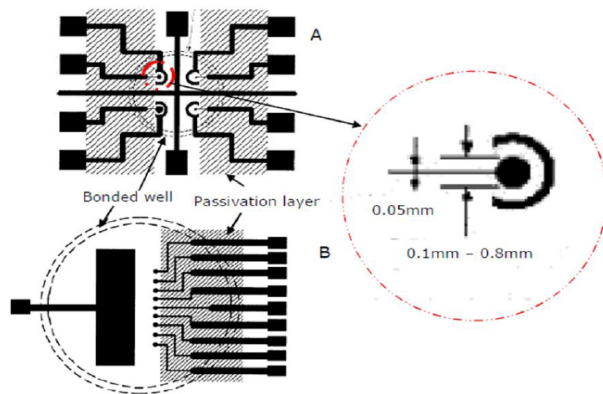 A
Bonded well
Passivation layer
B
0.05mm
0.1mm – 0.8mm